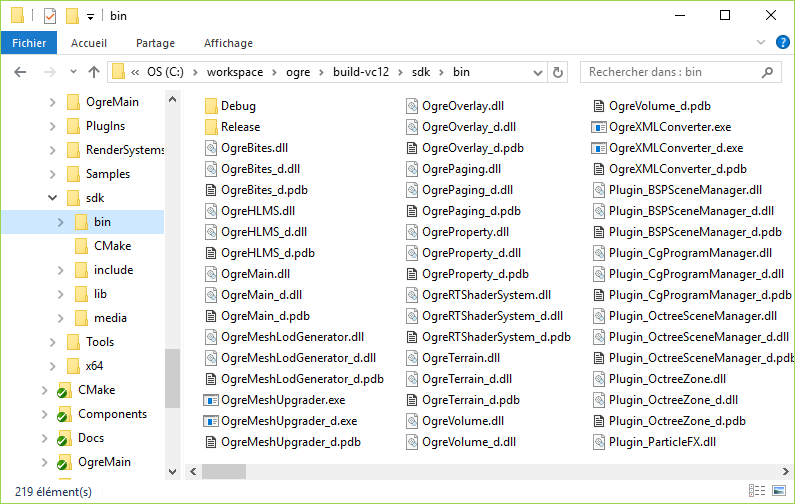 bin
Fichier
Accueil
Partage
Affichage
« OS (C:) > workspace > ogre > build-vc12 > sdk > bin
Rechercher dans : bin
OgreMain
PlugIns
RenderSystems
Samples
sdk
bin
CMake
include
lib
media
Tools
x64
CMake
Components
Docs
OgreMain
Debug
Release
OgreBites.dll
OgreBites_d.dll
OgreBites_d.pdb
OgreHLMS.dll
OgreHLMS_d.dll
OgreHLMS_d.pdb
OgreMain.dll
OgreMain_d.dll
OgreMain_d.pdb
OgreMeshLodGenerator.dll
OgreMeshLodGenerator_d.dll
OgreMeshLodGenerator_d.pdb
OgreMeshUpgrader.exe
OgreMeshUpgrader_d.exe
OgreMeshUpgrader_d.pdb
OgreOverlay.dll
OgreOverlay_d.dll
OgreOverlay_d.pdb
OgrePaging.dll
OgrePaging_d.dll
OgrePaging_d.pdb
OgreProperty.dll
OgreProperty_d.dll
OgreProperty_d.pdb
OgreRTShaderSystem.dll
OgreRTShaderSystem_d.dll
OgreRTShaderSystem_d.pdb
OgreTerrain.dll
OgreTerrain_d.dll
OgreTerrain_d.pdb
OgreVolume.dll
OgreVolume_d.dll
OgreVolume_d.pdb
OgreXMLConverter.exe
OgreXMLConverter_d.exe
OgreXMLConverter_d.pdb
Plugin_BSPSceneManager.dll
Plugin_BSPSceneManager_d.dll
Plugin_BSPSceneManager_d.pdb
Plugin_CgProgramManager.dll
Plugin_CgProgramManager_d.dll
Plugin_CgProgramManager_d.pdb
Plugin_OctreeSceneManager.dll
Plugin_OctreeSceneManager_d.dll
Plugin_OctreeSceneManager_d.pdb
Plugin_OctreeZone.dll
Plugin_OctreeZone_d.dll
Plugin_OctreeZone_d.pdb
Plugin_ParticleFX.dll
219 élément(s)